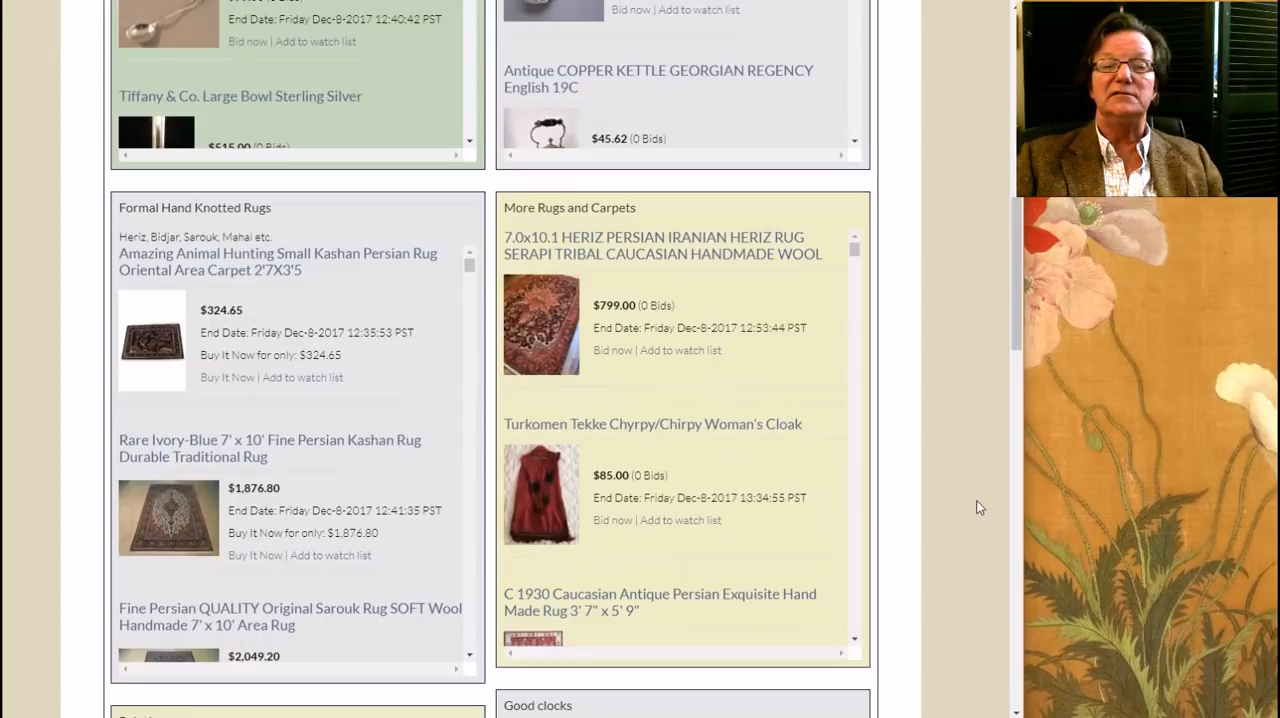 End Date: Friday Dec-8-2017 12:40:42 PST
Bid now | Add to watch list
Tiffany & Co. Large Bowl Sterling Silver
$515.00 (0 Bids)
Bid now | Add to watch list
Antique COPPER KETTLE GEORGIAN REGENCY
English 19C
$45.62 (0 Bids)
Formal Hand Knotted Rugs
Heriz, Bidjar, Sarouk, Mahal etc.
Amazing Animal Hunting Small Kashan Persian Rug
Oriental Area Carpet 2'7X3'5
$324.65
End Date: Friday Dec-8-2017 12:35:53 PST
Buy It Now for only: $324.65
Buy It Now | Add to watch list
Rare Ivory-Blue 7' x 10' Fine Persian Kashan Rug
Durable Traditional Rug
$1,876.80
End Date: Friday Dec-8-2017 12:41:35 PST
Buy It Now for only: $1,876.80
Buy It Now | Add to watch list
Fine Persian QUALITY Original Sarouk Rug SOFT Wool
Handmade 7' x 10' Area Rug
$2,049.20
More Rugs and Carpets
7.0x10.1 HERIZ PERSIAN IRANIAN HERIZ RUG
SERAPI TRIBAL CAUCASIAN HANDMADE WOOL
$799.00 (0 Bids)
End Date: Friday Dec-8-2017 12:53:44 PST
Bid now | Add to watch list
Turkomen Tekke Chyrpy/Chirpy Woman's Cloak
$85.00 (0 Bids)
End Date: Friday Dec-8-2017 13:34:55 PST
Bid now | Add to watch list
C 1930 Caucasian Antique Persian Exquisite Hand
Made Rug 3' 7" x 5' 9"
Good clocks